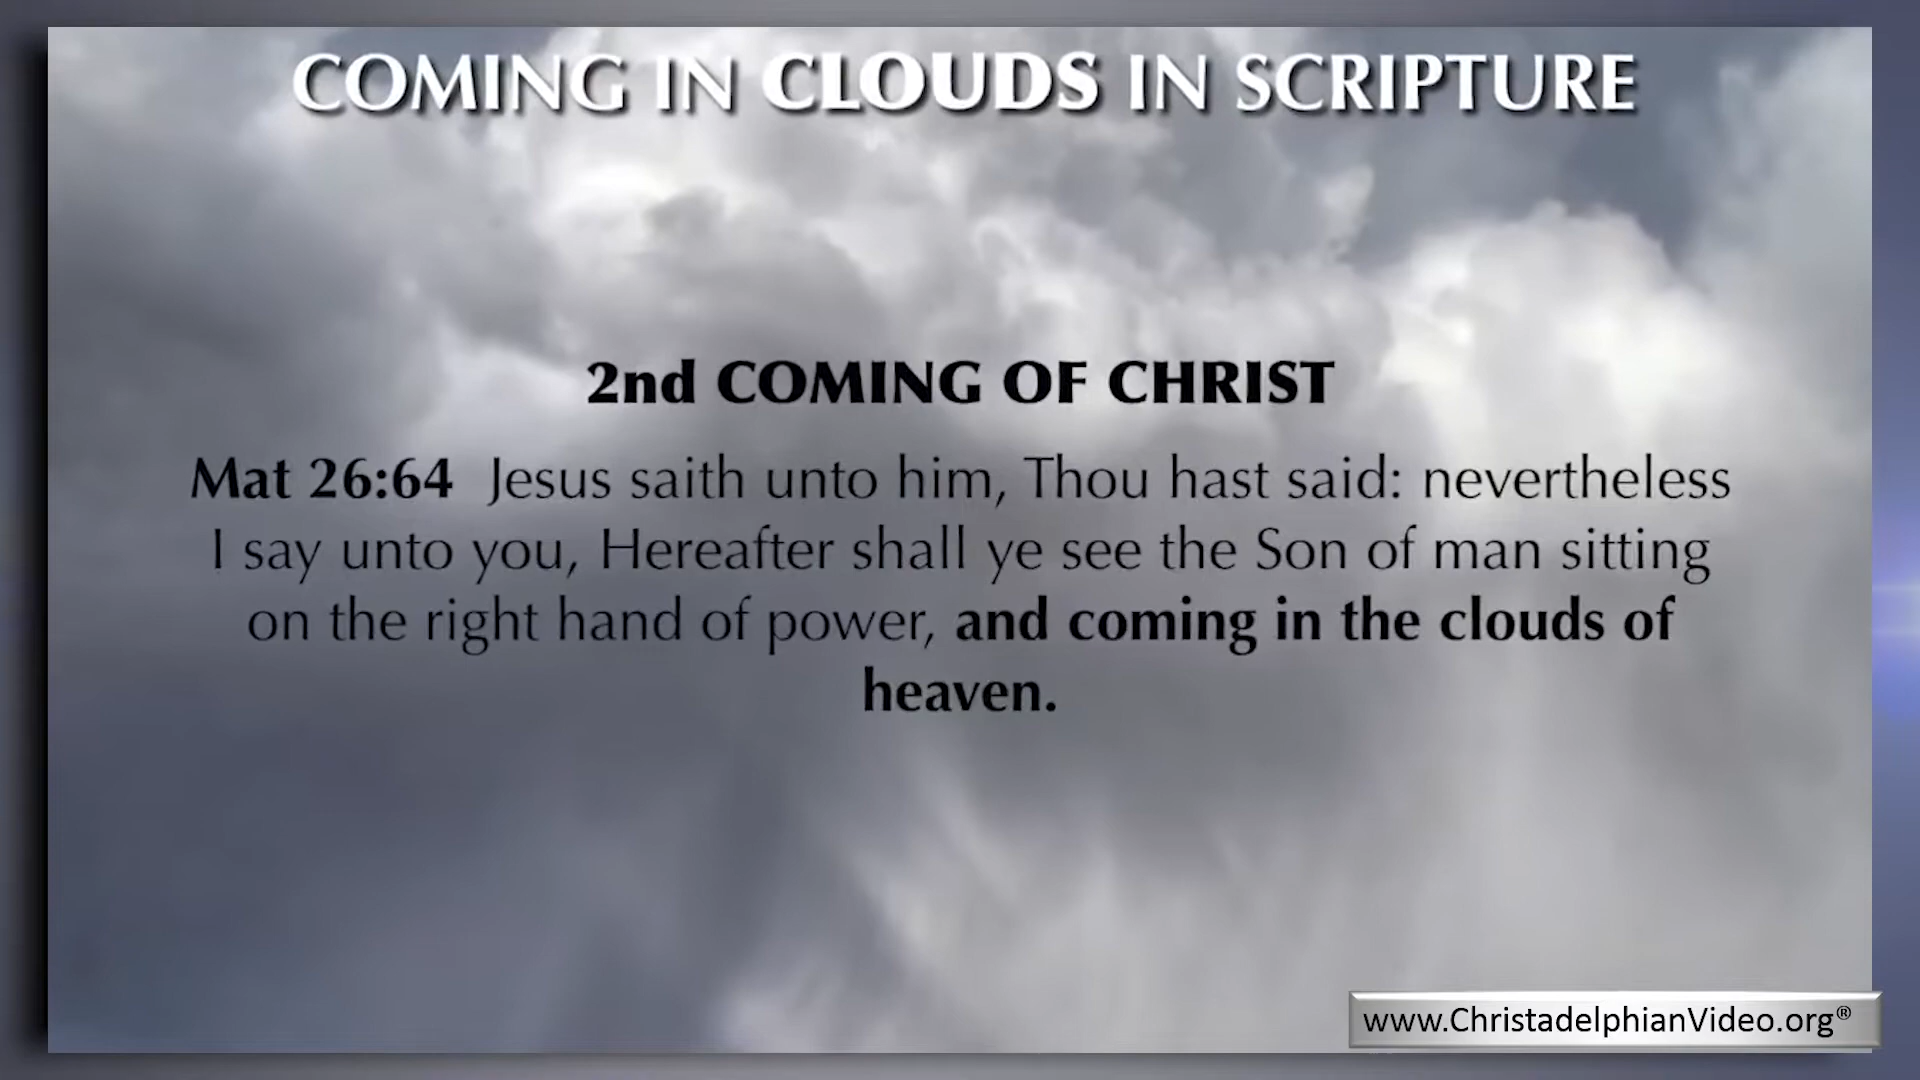 COMING IN CLOUDS IN SCRIPTURE
2nd COMING OF CHRIST
Mat 26:64 Jesus saith unto him, Thou hast said: nevertheless
I say unto you, Hereafter shall ye see the Son of man sitting
on the right hand of power, and coming in the clouds of
heaven.
www.ChristadelphianVideo.org®